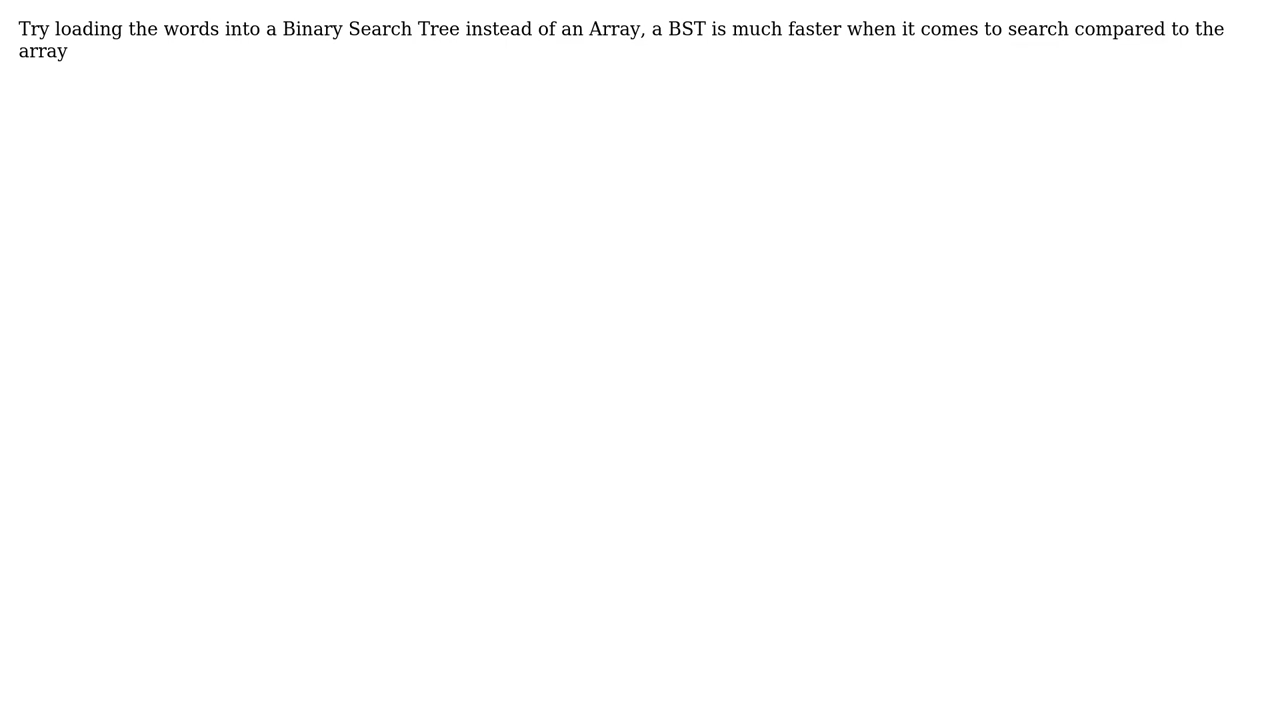 Try loading the words into a Binary Search Tree instead of an Array, a BST is much faster when it comes to search compared to the
array